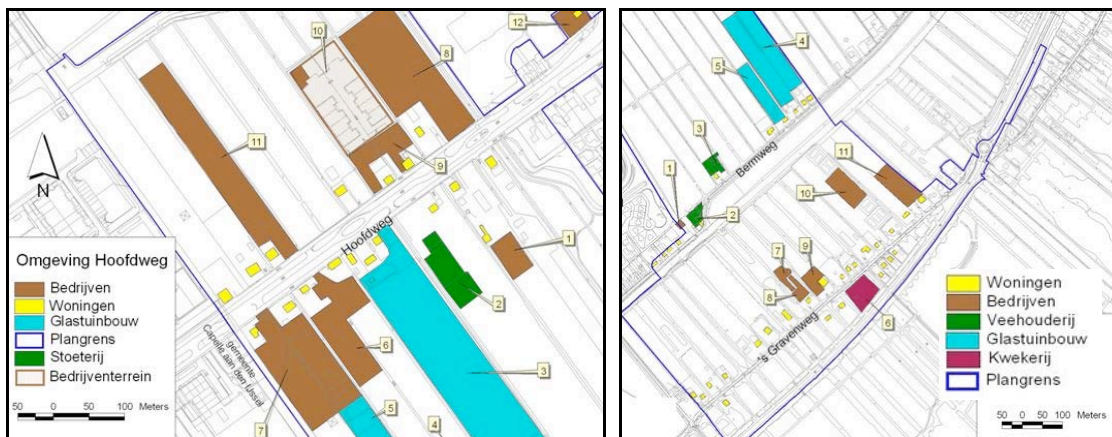 12
10
8
11
9
N
Hoofdweg
1
2
6
3
7
5
4
Omgeving Hoofdweg
Bedrijven
Woningen
Glastuinbouw
Plangrens
Stoeterij
Bedrijventerrein
gemeente
Capelle aan den IJssel
50 0 50 100 Meters
4
5
3
Bermweg
1
11
10
2
7
9
8
6
's Gravenweg
Woningen
Bedrijven
Veehouderij
Glastuinbouw
Kwekerij
Plangrens
50 0 50 100 Meters